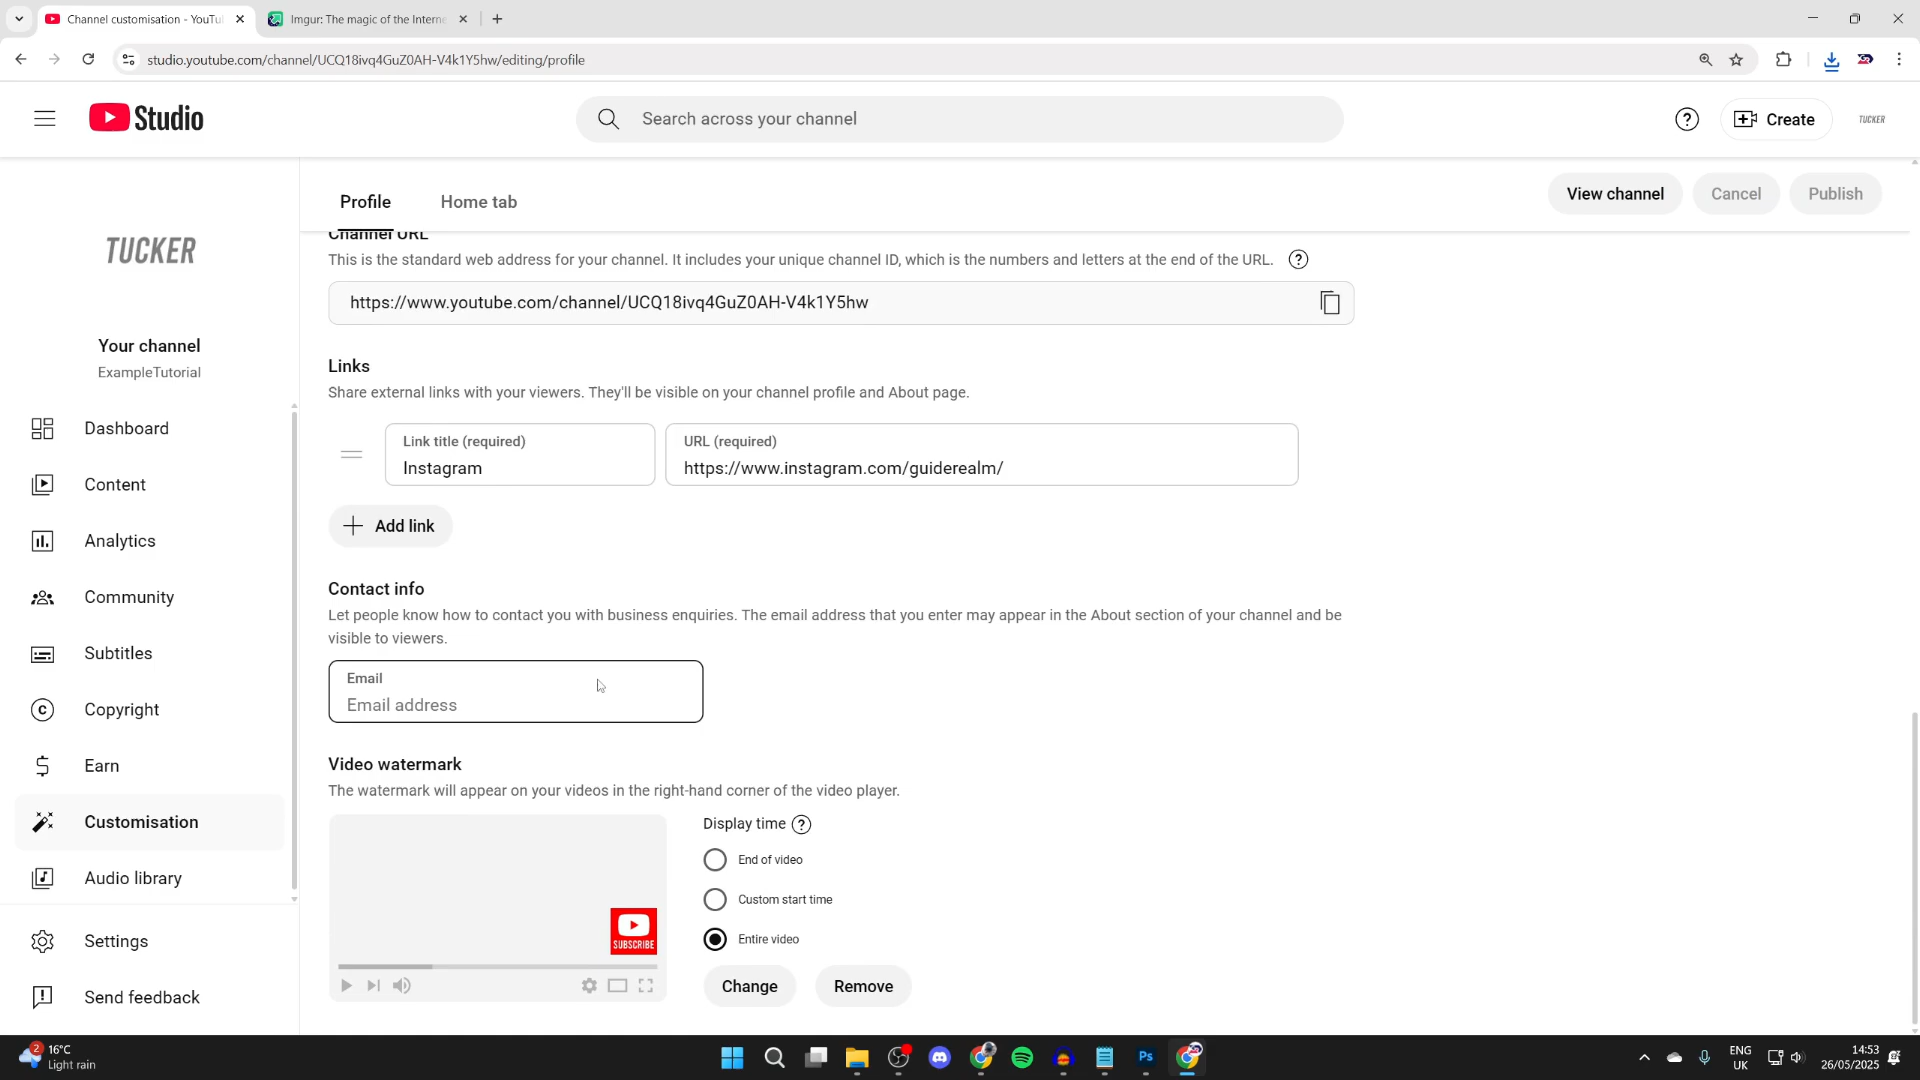 Channel customisation - YouTu
Imgur: The magic of the Interne
studio.youtube.com/channel/UCQ18ivq4GuZ0AH-V4k1Y5hw/editing/profile
Studio
Search across your channel
Create
TUCKER
Profile
Home tab
View channel
Cancel
Publish
TUCKER
Your channel
ExampleTutorial
Dashboard
Content
Analytics
Community
Subtitles
Copyright
Earn
Customisation
Audio library
Settings
Send feedback
Channel URL
This is the standard web address for your channel. It includes your unique channel ID, which is the numbers and letters at the end of the URL.
https://www.youtube.com/channel/UCQ18ivq4GuZ0AH-V4k1Y5hw
Links
Share external links with your viewers. They'll be visible on your channel profile and About page.
Link title (required)
Instagram
URL (required)
https://www.instagram.com/guiderealm/
Add link
Contact info
Let people know how to contact you with business enquiries. The email address that you enter may appear in the About section of your channel and be
visible to viewers.
Email
Email address
Video watermark
The watermark will appear on your videos in the right-hand corner of the video player.
SUBSCRIBE
Display time
End of video
Custom start time
Entire video
Change
Remove
2
16°C
Light rain
Ps
ENG
UK
14:53
26/05/2025